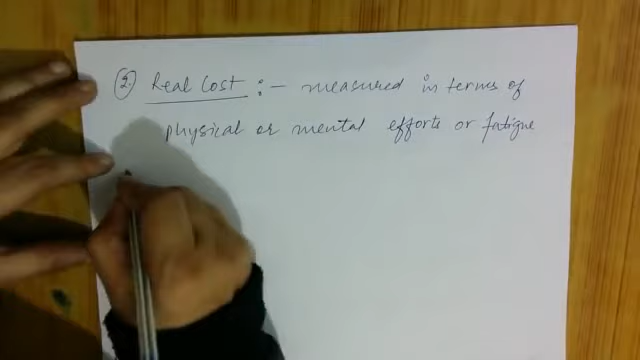 ② Real Cost :- measured in terms of
physical or mental efforts or fatigue